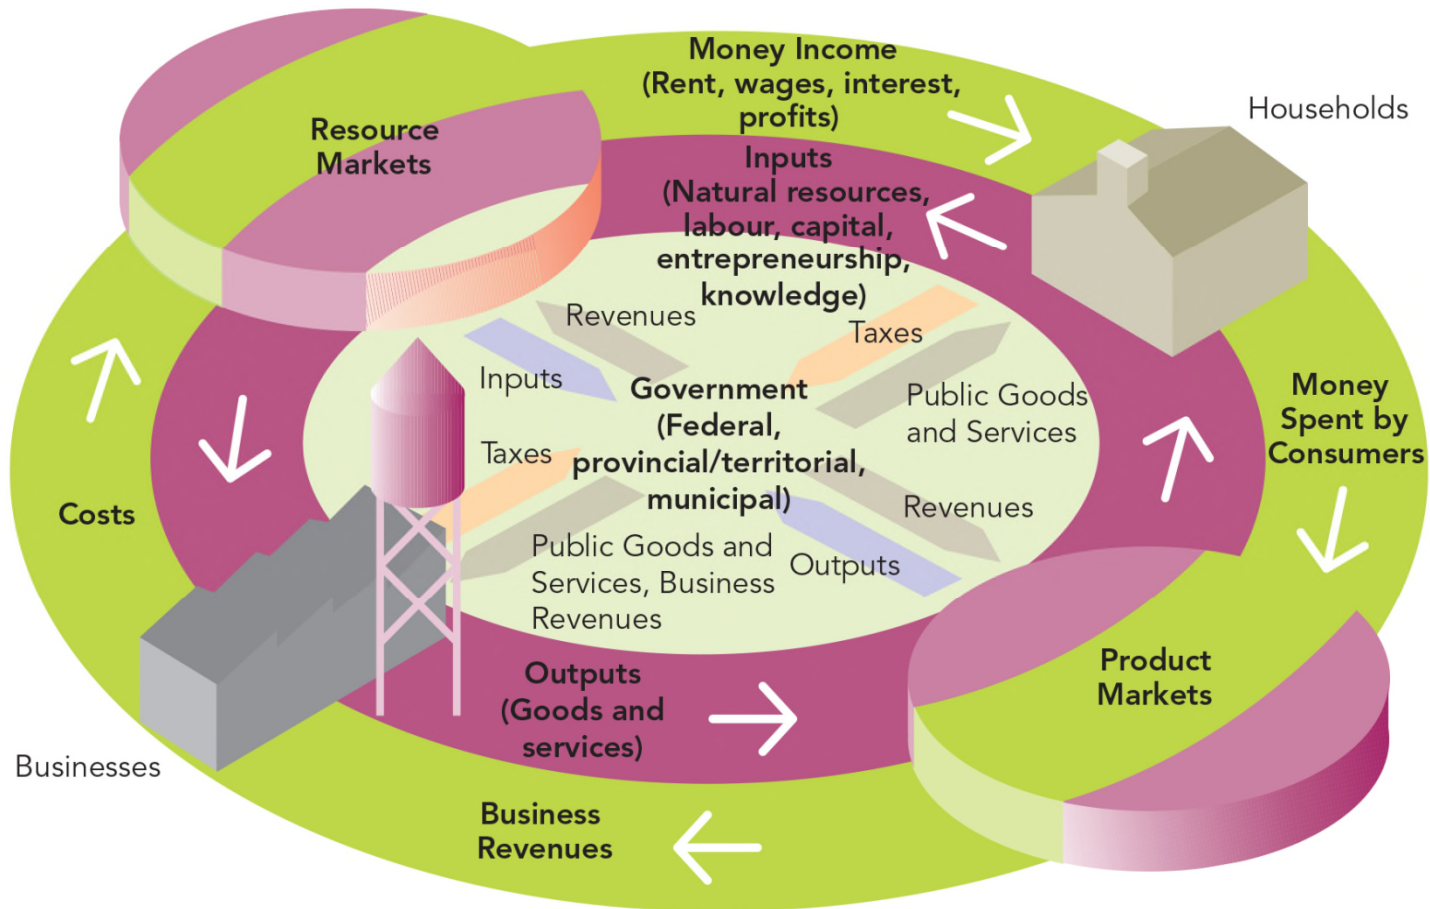 Money Income
(Rent, wages, interest,
profits)
Households
Resource
Markets
Inputs
(Natural resources,
labour, capital,
entrepreneurship,
knowledge)
Revenues
Taxes
Inputs
Government
(Federal,
provincial/territorial,
municipal)
Public Goods
and Services
Money
Spent by
Consumers
Taxes
Costs
Revenues
Public Goods and
Services, Business
Revenues
Outputs
Outputs
(Goods and
services)
Product
Markets
Businesses
Business
Revenues